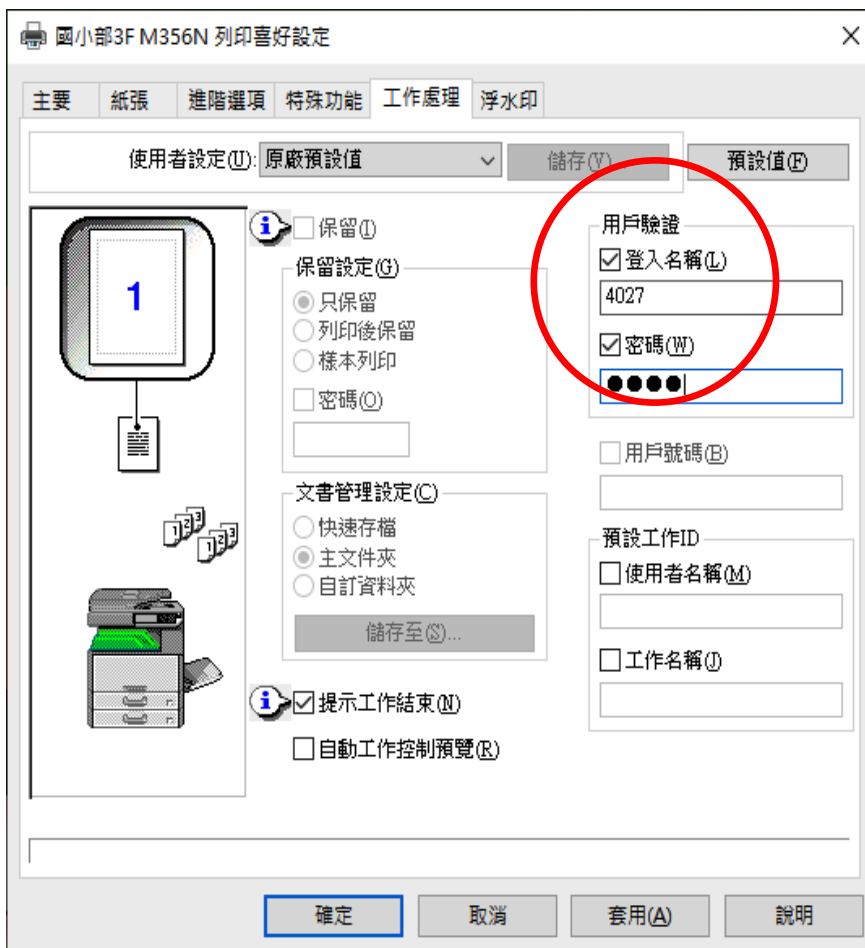 國小部3F M356N 列印喜好設定
主要 紙張 進階選項 特殊功能 工作處理 浮水印
使用者設定(U): 原廠預設值 儲存(V)... 預設值(F)
1
保留(I)
保留設定(G)
只保留
列印後保留
樣本列印
密碼(O)
文書管理設定(C)
快速存檔
主文件夾
自訂資料夾
儲存至(S)...
提示工作結束(N)
自動工作控制預覽(R)
用戶驗證
登入名稱(L)
4027
密碼(W)
●●●●
用戶號碼(B)
預設工作ID
使用者名稱(M)
工作名稱(J)
1 2 3
1 2 3
確定 取消 套用(A) 說明